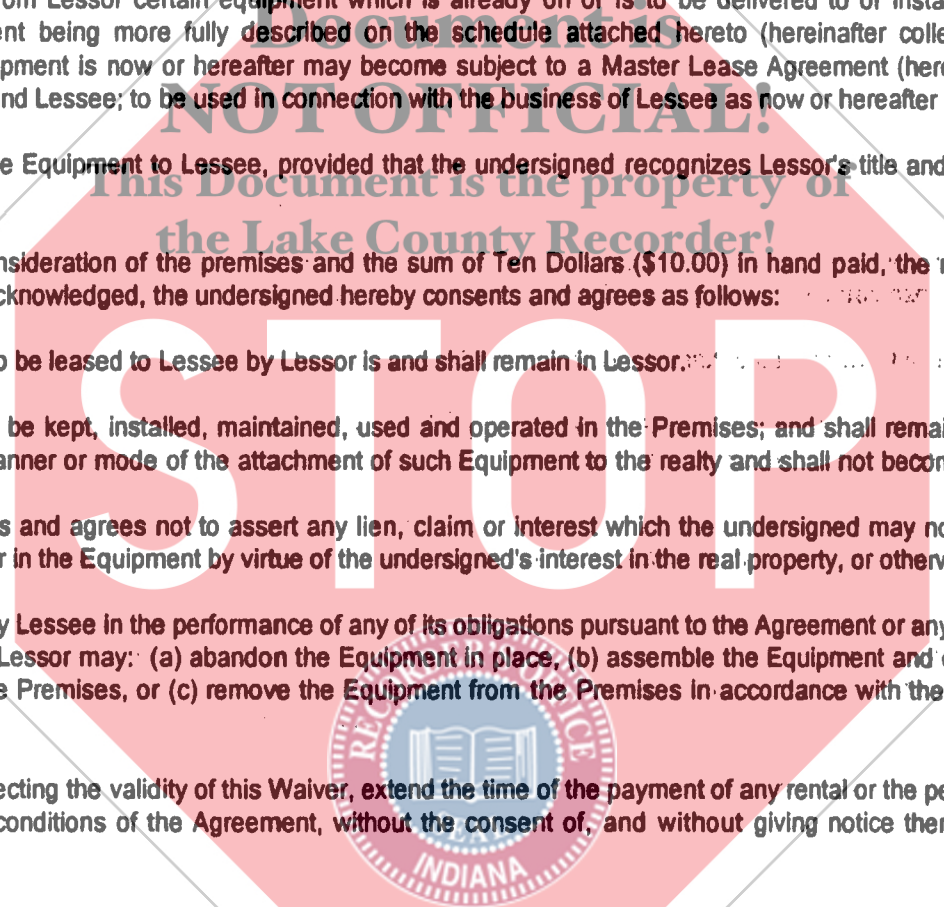 om Lessor certain equipment which is already on or is to be delivered to or insta
Document is
ent being more fully described on the schedule attached hereto (hereinafter colle
pment is now or hereafter may become subject to a Master Lease Agreement (here
NOT OFFICIAL!
nd Lessee; to be used in connection with the business of Lessee as now or hereafter
e Equipment to Lessee, provided that the undersigned recognizes Lessor's title and
This Document is the property of
the Lake County Recorder!
nsideration of the premises and the sum of Ten Dollars ($10.00) in hand paid, the
cknowledged, the undersigned hereby consents and agrees as follows:
STOP
o be leased to Lessee by Lessor is and shall remain in Lessor.
be kept, installed, maintained, used and operated in the Premises; and shall remai
anner or mode of the attachment of such Equipment to the realty and shall not becom
s and agrees not to assert any lien, claim or interest which the undersigned may no
r in the Equipment by virtue of the undersigned's interest in the real property, or otherw
y Lessee in the performance of any of its obligations pursuant to the Agreement or any
Lessor may: (a) abandon the Equipment in place, (b) assemble the Equipment and
e Premises, or (c) remove the Equipment from the Premises in accordance with the
RECORDER'S OFFICE
ecting the validity of this Waiver, extend the time of the payment of any rental or the pe
conditions of the Agreement, without the consent of, and without giving notice ther
SEAL
INDIANA